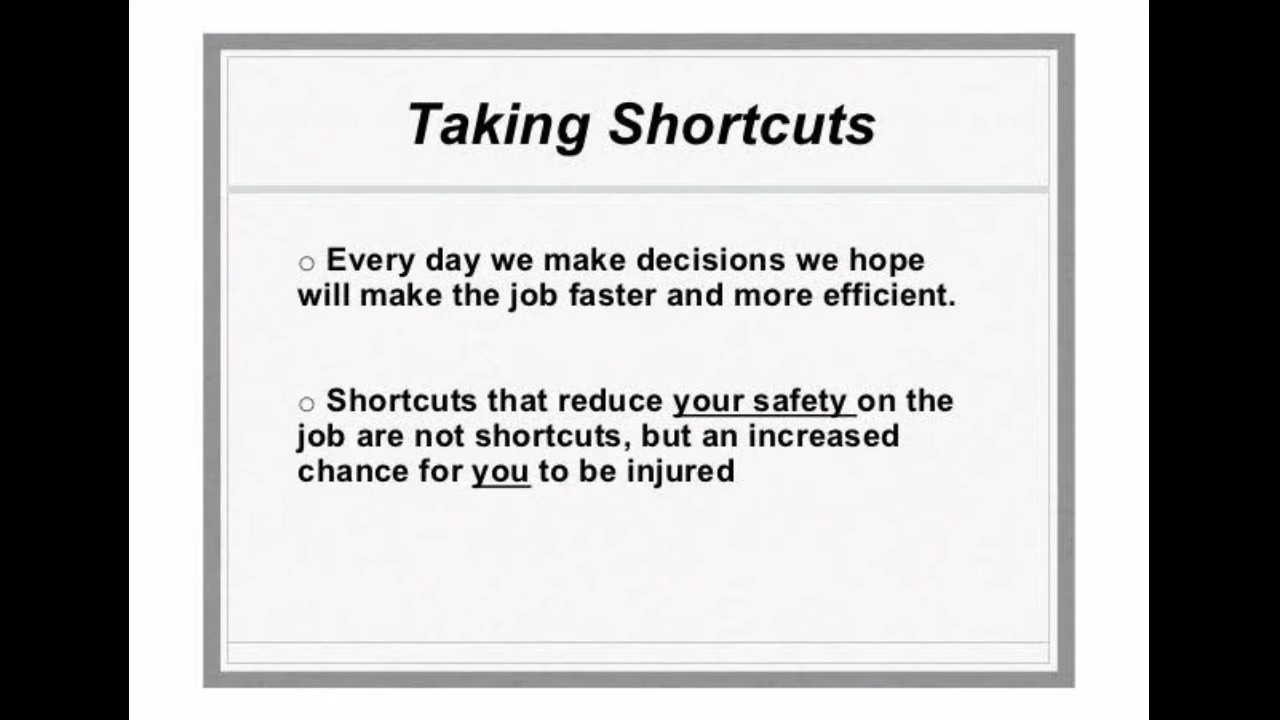 Taking Shortcuts
○ Every day we make decisions we hope
will make the job faster and more efficient.
○ Shortcuts that reduce your safety on the
job are not shortcuts, but an increased
chance for you to be injured